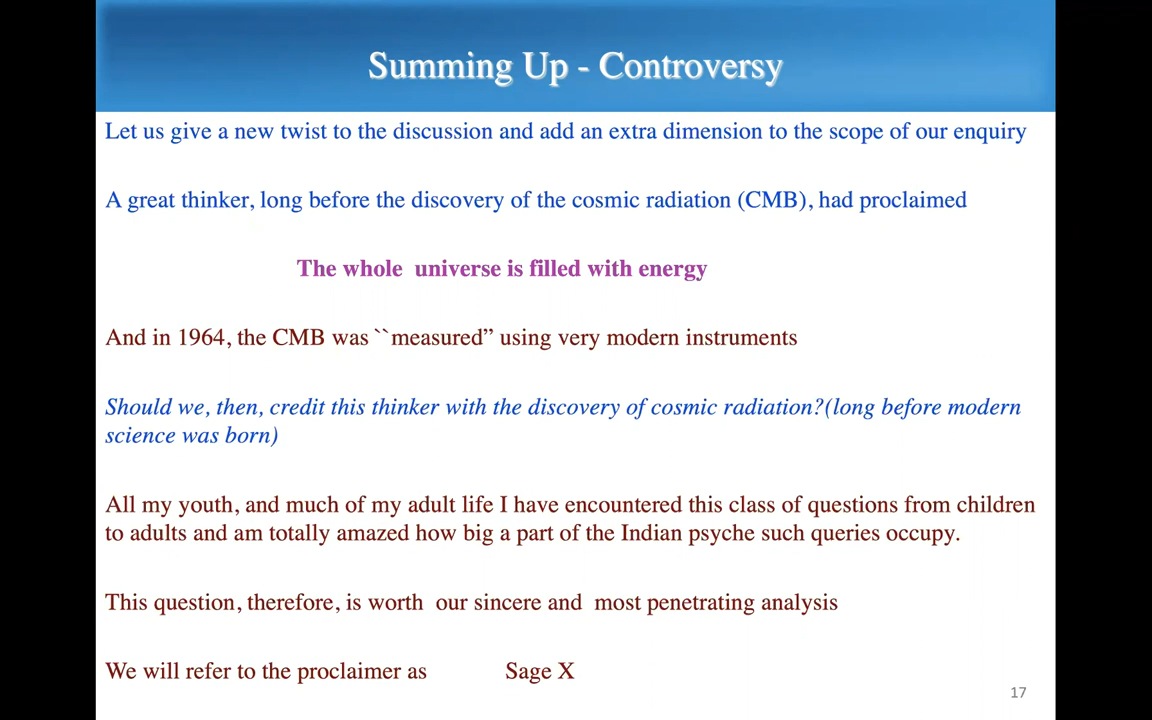 Summing Up - Controversy
Let us give a new twist to the discussion and add an extra dimension to the scope of our enquiry
A great thinker, long before the discovery of the cosmic radiation (CMB), had proclaimed
The whole universe is filled with energy
And in 1964, the CMB was ``measured” using very modern instruments
Should we, then, credit this thinker with the discovery of cosmic radiation?(long before modern
science was born)
All my youth, and much of my adult life I have encountered this class of questions from children
to adults and am totally amazed how big a part of the Indian psyche such queries occupy.
This question, therefore, is worth our sincere and most penetrating analysis
We will refer to the proclaimer as Sage X
17